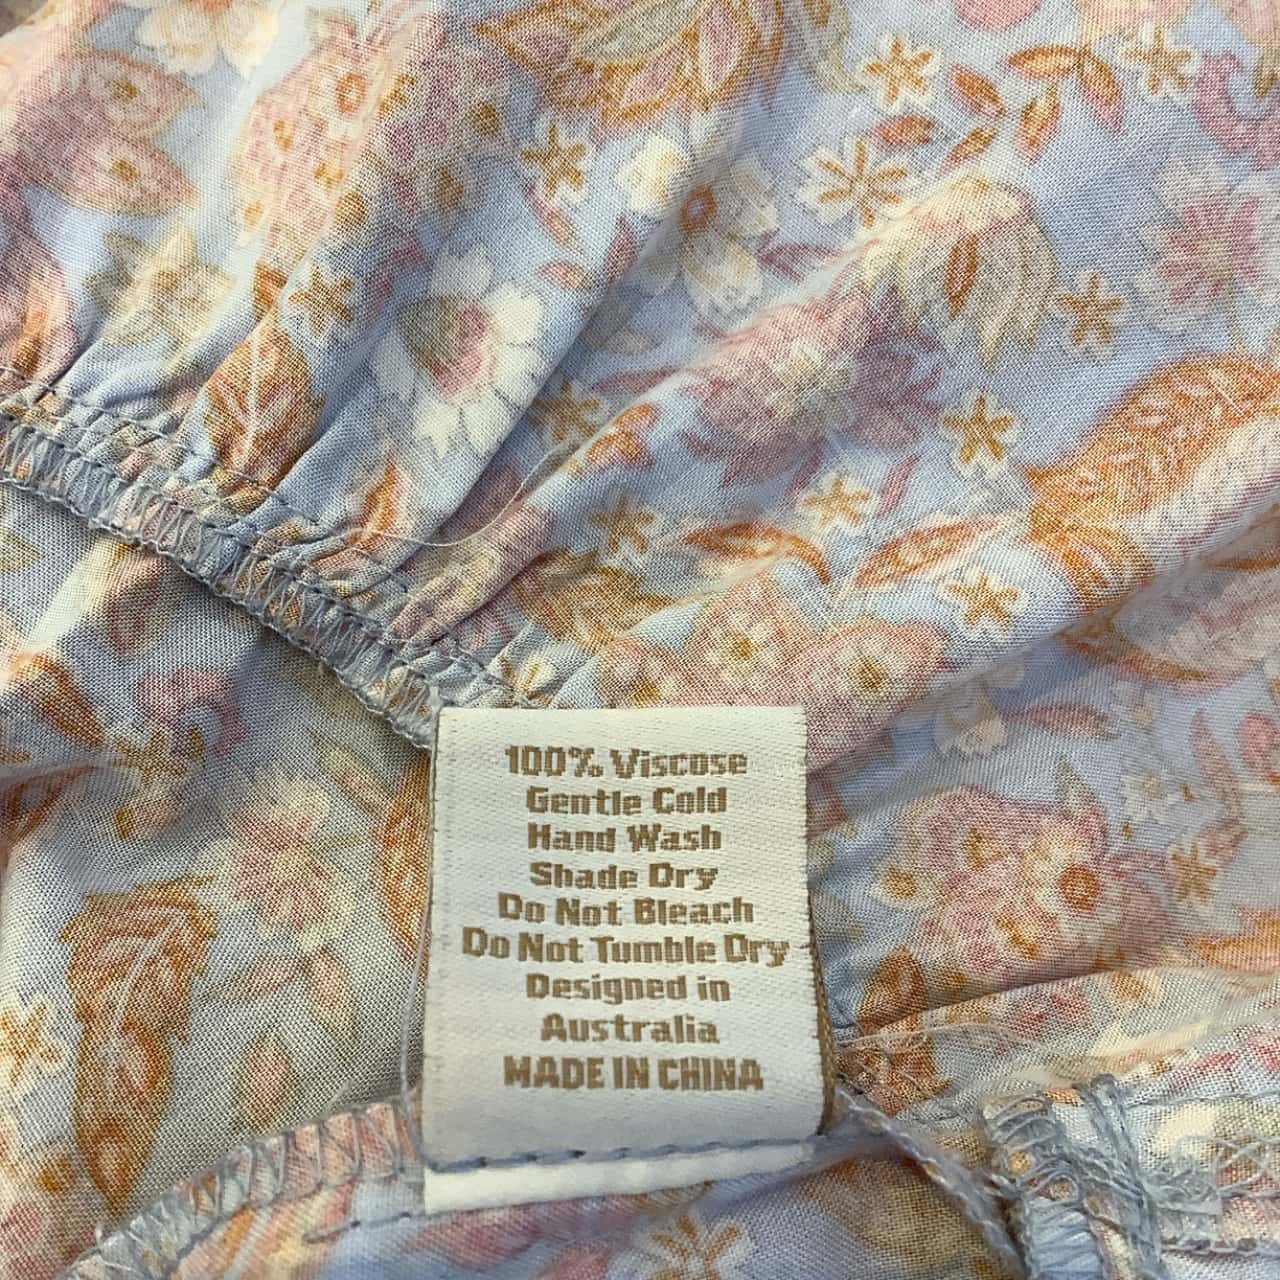 100% Viscose
Gentle Cold
Hand Wash
Shade Dry
Do Not Bleach
Do Not Tumble Dry
Designed in
Australia
MADE IN CHINA